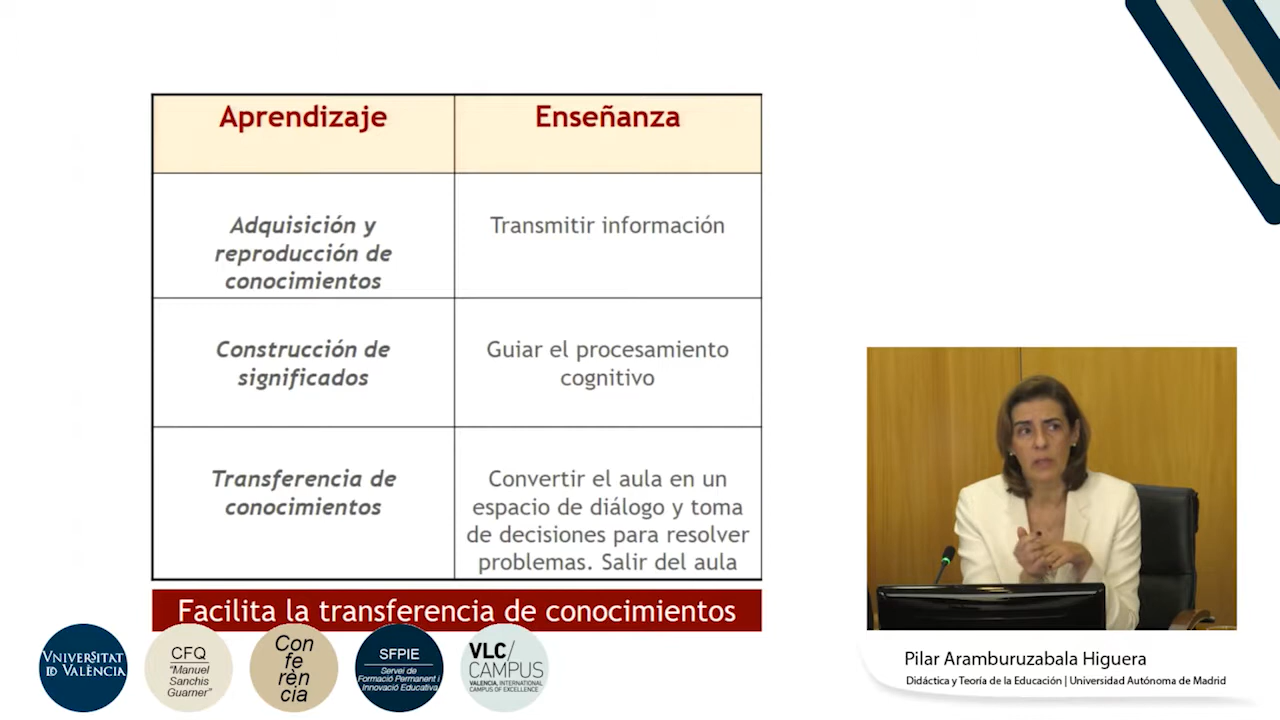 Aprendizaje
Enseñanza
Adquisición y
reproducción de
conocimientos
Transmitir información
Construcción de
significados
Guiar el procesamiento
cognitivo
Transferencia de
conocimientos
Convertir el aula en un
espacio de diálogo y toma
de decisiones para resolver
problemas. Salir del aula
Facilita la transferencia de conocimientos
VNIVERSITAT
ID VALÈNCIA
CFQ
"Manuel
Sanchis
Guarner"
Con
fe
rèn
cia
SFPIE
Servei de
Formació Permanent i
Innovació Educativa
VLC/
CAMPUS
VALENCIA, INTERNATIONAL
CAMPUS OF EXCELLENCE
Pilar Aramburuzabala Higuera
Didáctica y Teoría de la Educación | Universidad Autónoma de Madrid